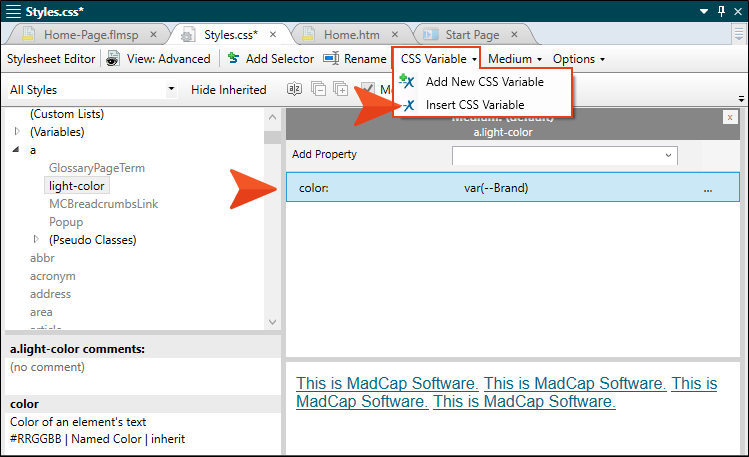 Styles.css*
Home-Page.flmsp
Styles.css*
Home.htm
Start Page
Stylesheet Editor
View: Advanced
Add Selector
Rename
CSS Variable
Medium
Options
Add New CSS Variable
Insert CSS Variable
All Styles
Hide Inherited
Medium: (default)
a.light-color
(Custom Lists)
(Variables)
a
GlossaryPageTerm
light-color
MCBreadcrumbsLink
Popup
(Pseudo Classes)
abbr
acronym
address
area
article
Add Property
color: var(--Brand) ...
a.light-color comments:
(no comment)
color
Color of an element's text
#RRGGBB | Named Color | inherit
This is MadCap Software. This is MadCap Software. This is
MadCap Software. This is MadCap Software.